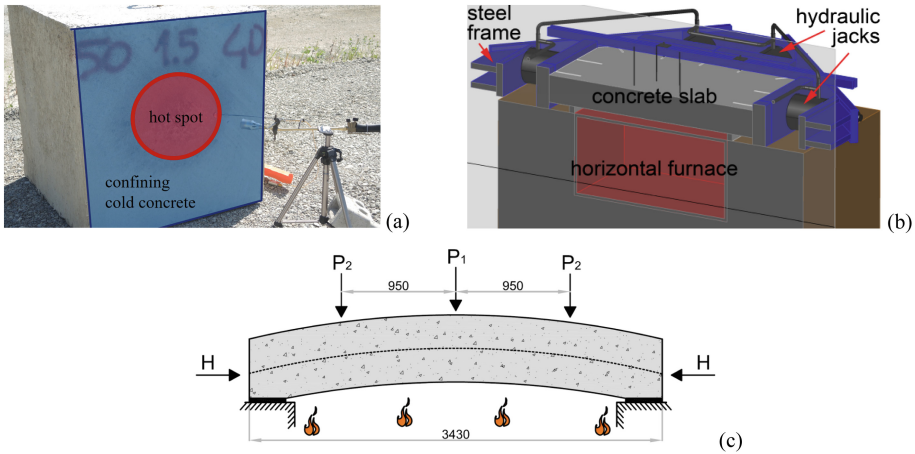 50 1.5 40
hot spot
confining
cold concrete
(a)
steel
frame
hydraulic
jacks
concrete slab
horizontal furnace
(b)
P2
P1
P2
950
950
H
H
3430
(c)